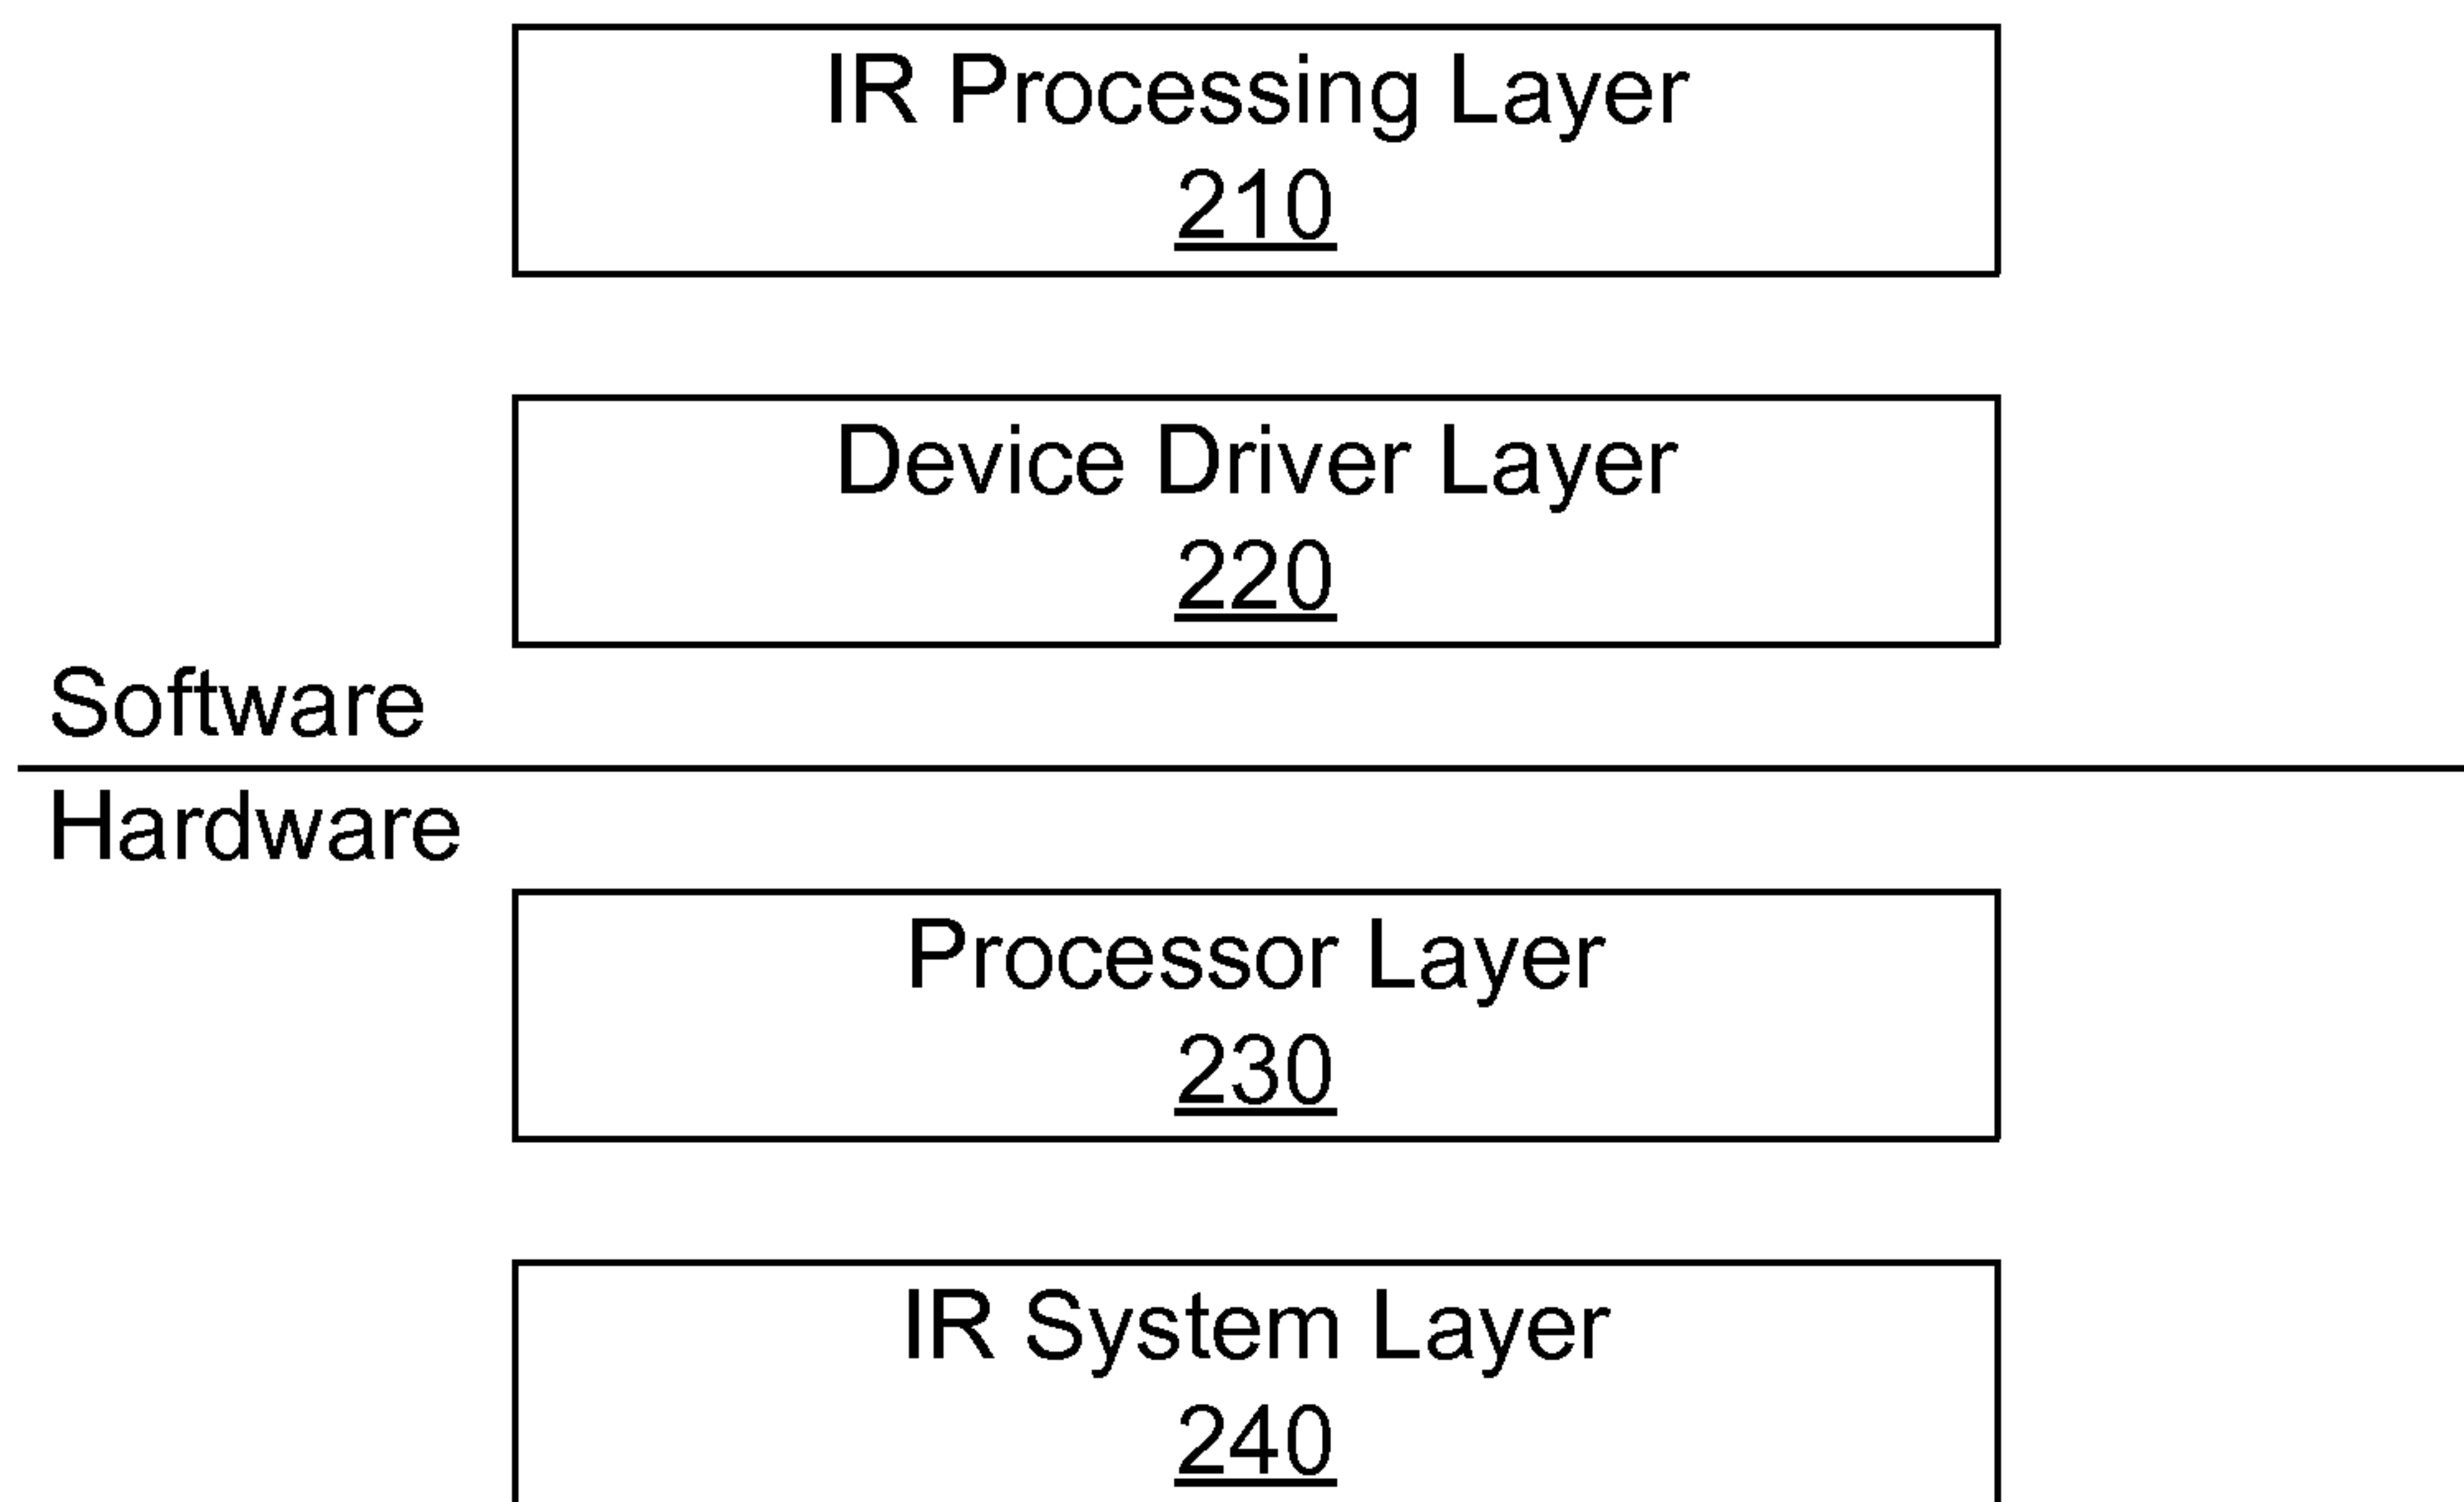 IR Processing Layer
210
Device Driver Layer
220
Software
Hardware
Processor Layer
230
IR System Layer
240